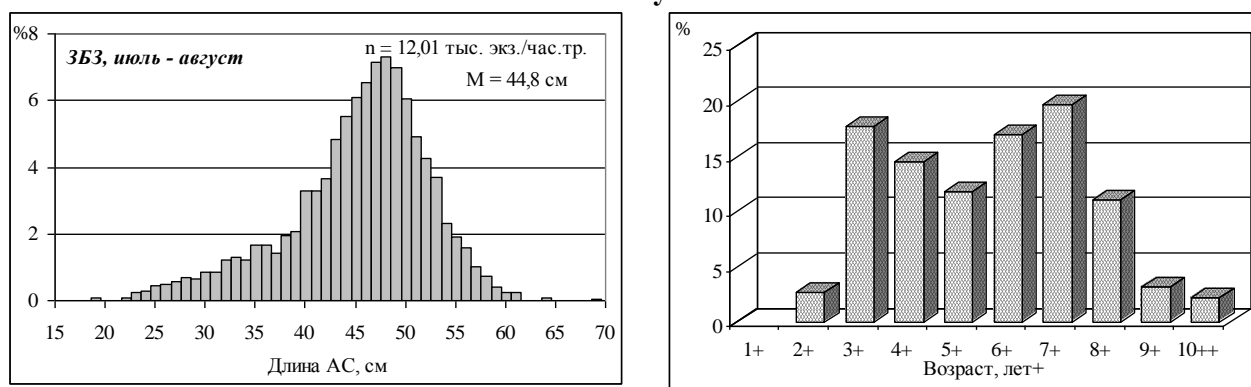 %8
ЗБЗ, июль - август
n = 12,01 тыс. экз./час.тр.
М = 44,8 см
6
4
2
0
15 20 25 30 35 40 45 50 55 60 65 70
Длина АС, см
%
25
20
15
10
5
0
1+ 2+ 3+ 4+ 5+ 6+ 7+ 8+ 9+ 10++
Возраст, лет+